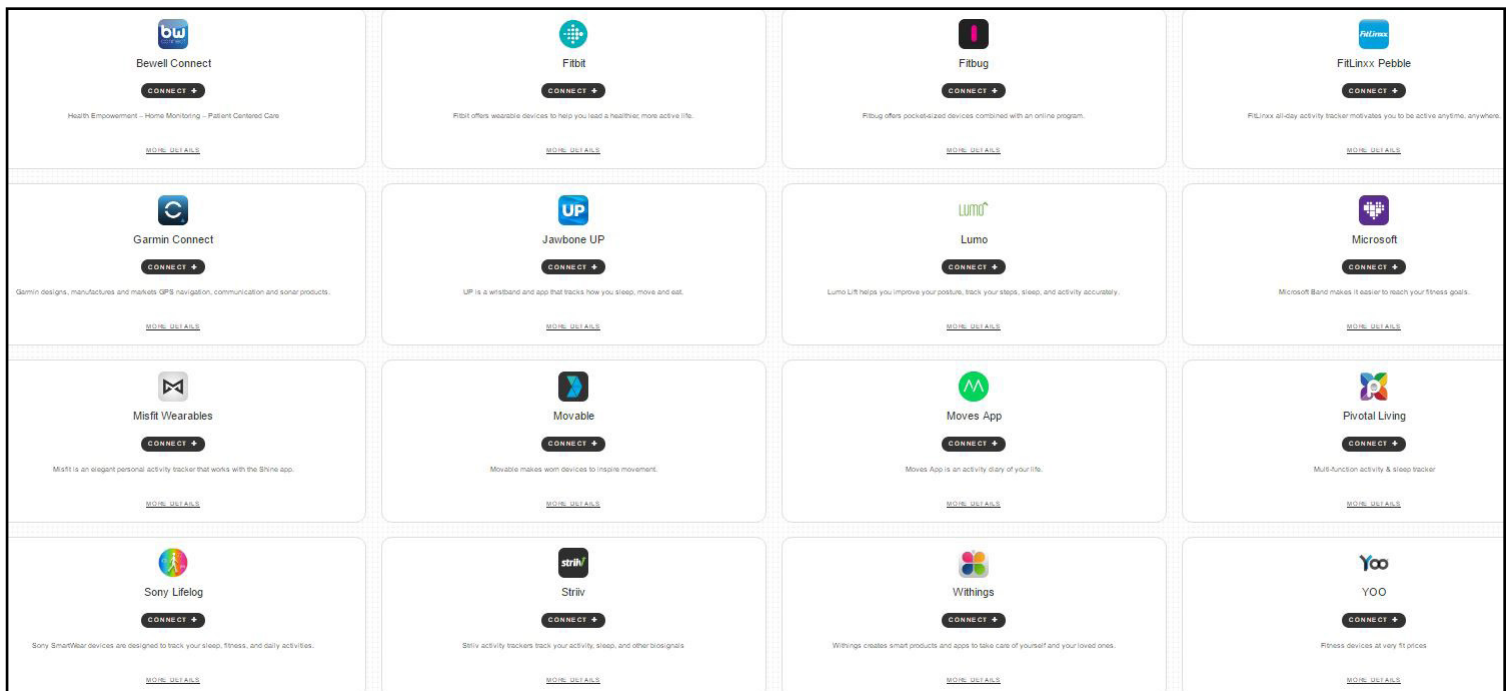 bw
connect
Bewell Connect
CONNECT +
Health Empowerment – Home Monitoring – Patient Centered Care
MORE DETAILS
Fitbit
CONNECT +
Fitbit offers wearable devices to help you lead a healthier, more active life.
MORE DETAILS
Fitbug
CONNECT +
Fitbug offers pocket-sized devices combined with an online program.
MORE DETAILS
FitLinxx
FitLinxx Pebble
CONNECT +
FitLinxx all-day activity tracker motivates you to be active anytime, anywhere.
MORE DETAILS
Garmin Connect
CONNECT +
Garmin designs, manufactures and markets GPS navigation, communication and sonar products.
MORE DETAILS
UP
Jawbone UP
CONNECT +
UP is a wristband and app that tracks how you sleep, move and eat.
MORE DETAILS
LUMO
Lumo
CONNECT +
Lumo Lift helps you improve your posture, track your steps, sleep, and activity accurately.
MORE DETAILS
Microsoft
CONNECT +
Microsoft Band makes it easier to reach your fitness goals.
MORE DETAILS
Misfit Wearables
CONNECT +
Misfit is an elegant personal activity tracker that works with the Shine app.
MORE DETAILS
Movable
CONNECT +
Movable makes worn devices to inspire movement.
MORE DETAILS
Moves App
CONNECT +
Moves App is an activity diary of your life.
MORE DETAILS
p
Pivotal Living
CONNECT +
Multi-function activity & sleep tracker
MORE DETAILS
Sony Lifelog
CONNECT +
Sony SmartWear devices are designed to track your sleep, fitness, and daily activities.
MORE DETAILS
striiv
Striiv
CONNECT +
Striiv activity trackers track your activity, sleep, and other biosignals
MORE DETAILS
Withings
CONNECT +
Withings creates smart products and apps to take care of yourself and your loved ones.
MORE DETAILS
Yoo
YOO
CONNECT +
Fitness devices at very fit prices
MORE DETAILS